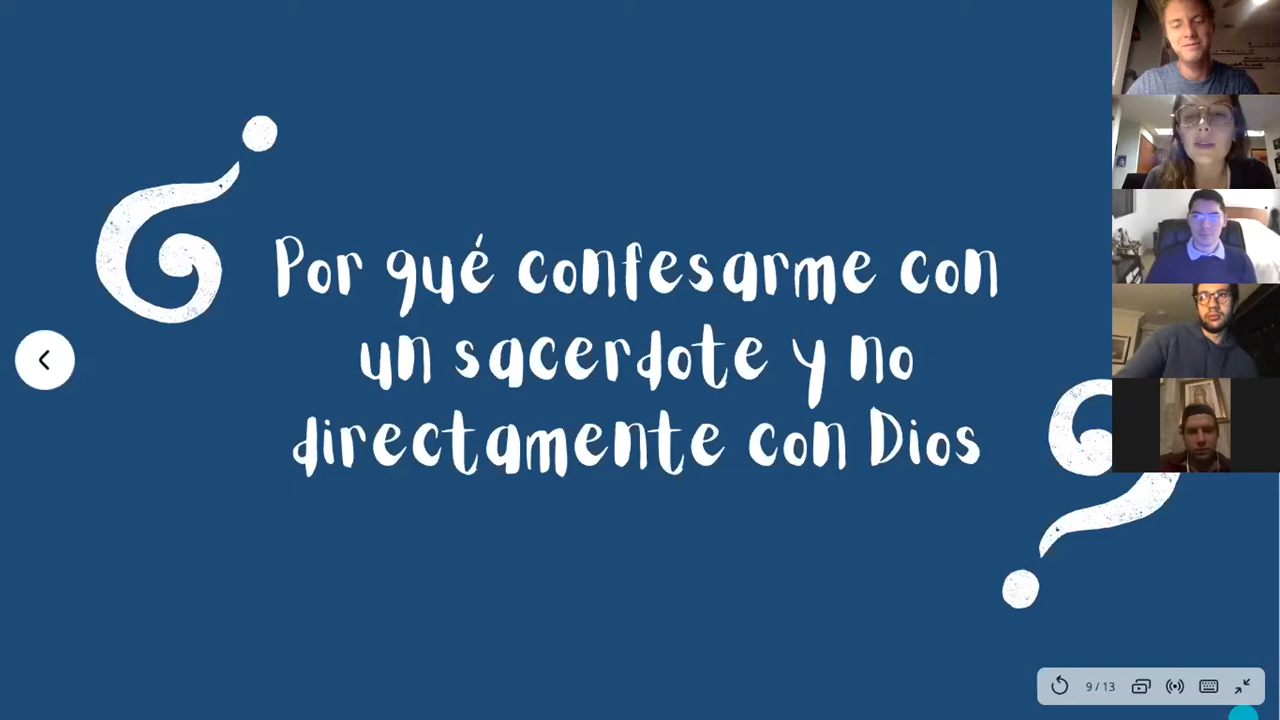 ¿
Por qué confesarme con
un sacerdote y no
directamente con Dios
?
9 / 13